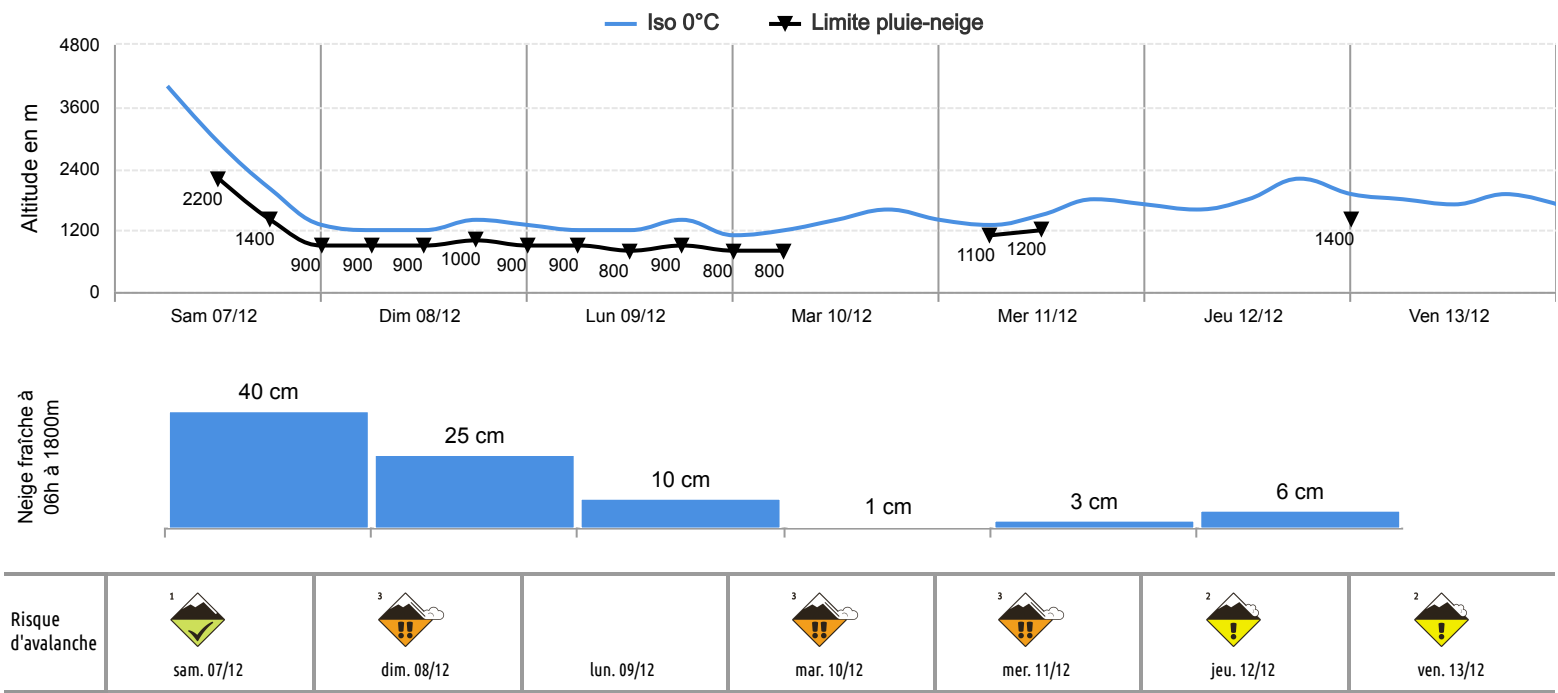 Iso 0°C
Limite pluie-neige
Altitude en m
4800
3600
2400
1200
0
2200
1400
900
900
900
1000
900
900
800
900
800
800
1100
1200
1400
Sam 07/12
Dim 08/12
Lun 09/12
Mar 10/12
Mer 11/12
Jeu 12/12
Ven 13/12
Neige fraîche à
06h à 1800m
40 cm
25 cm
10 cm
1 cm
3 cm
6 cm
Risque
d'avalanche
1
sam. 07/12
3
!!
dim. 08/12
lun. 09/12
3
!!
mar. 10/12
3
!!
mer. 11/12
2
!
jeu. 12/12
2
!
ven. 13/12